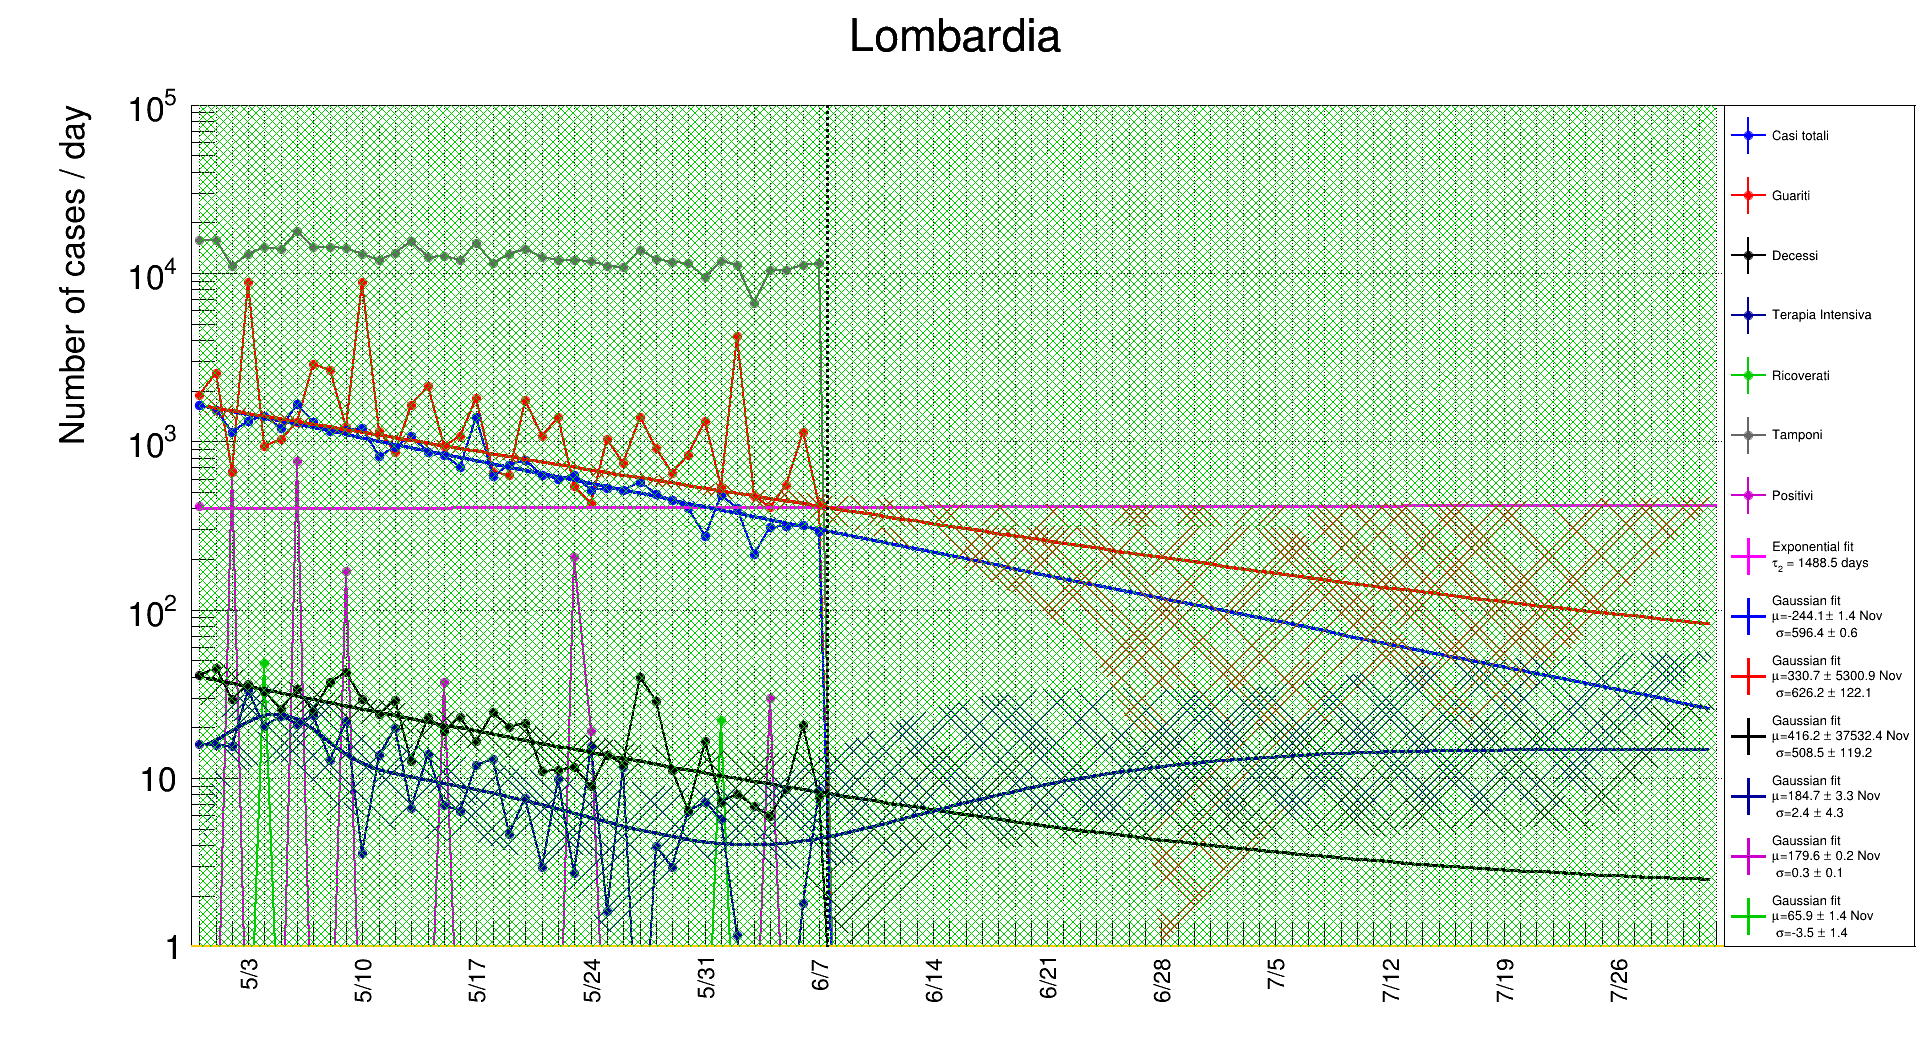 Lombardia
Number of cases / day
10^5
10^4
10^3
10^2
10
1
5/3
5/10
5/17
5/24
5/31
6/7
6/14
6/21
6/28
7/5
7/12
7/19
7/26
Casi totali
Guariti
Decessi
Terapia Intensiva
Ricoverati
Tamponi
Positivi
Exponential fit
τ₂ = 1488.5 days
Gaussian fit
μ=-244.1 ± 1.4 Nov
σ=596.4 ± 0.6
Gaussian fit
μ=330.7 ± 5300.9 Nov
σ=626.2 ± 122.1
Gaussian fit
μ=416.2 ± 37532.4 Nov
σ=508.5 ± 119.2
Gaussian fit
μ=184.7 ± 3.3 Nov
σ=2.4 ± 4.3
Gaussian fit
μ=179.6 ± 0.2 Nov
σ=0.3 ± 0.1
Gaussian fit
μ=65.9 ± 1.4 Nov
σ=-3.5 ± 1.4